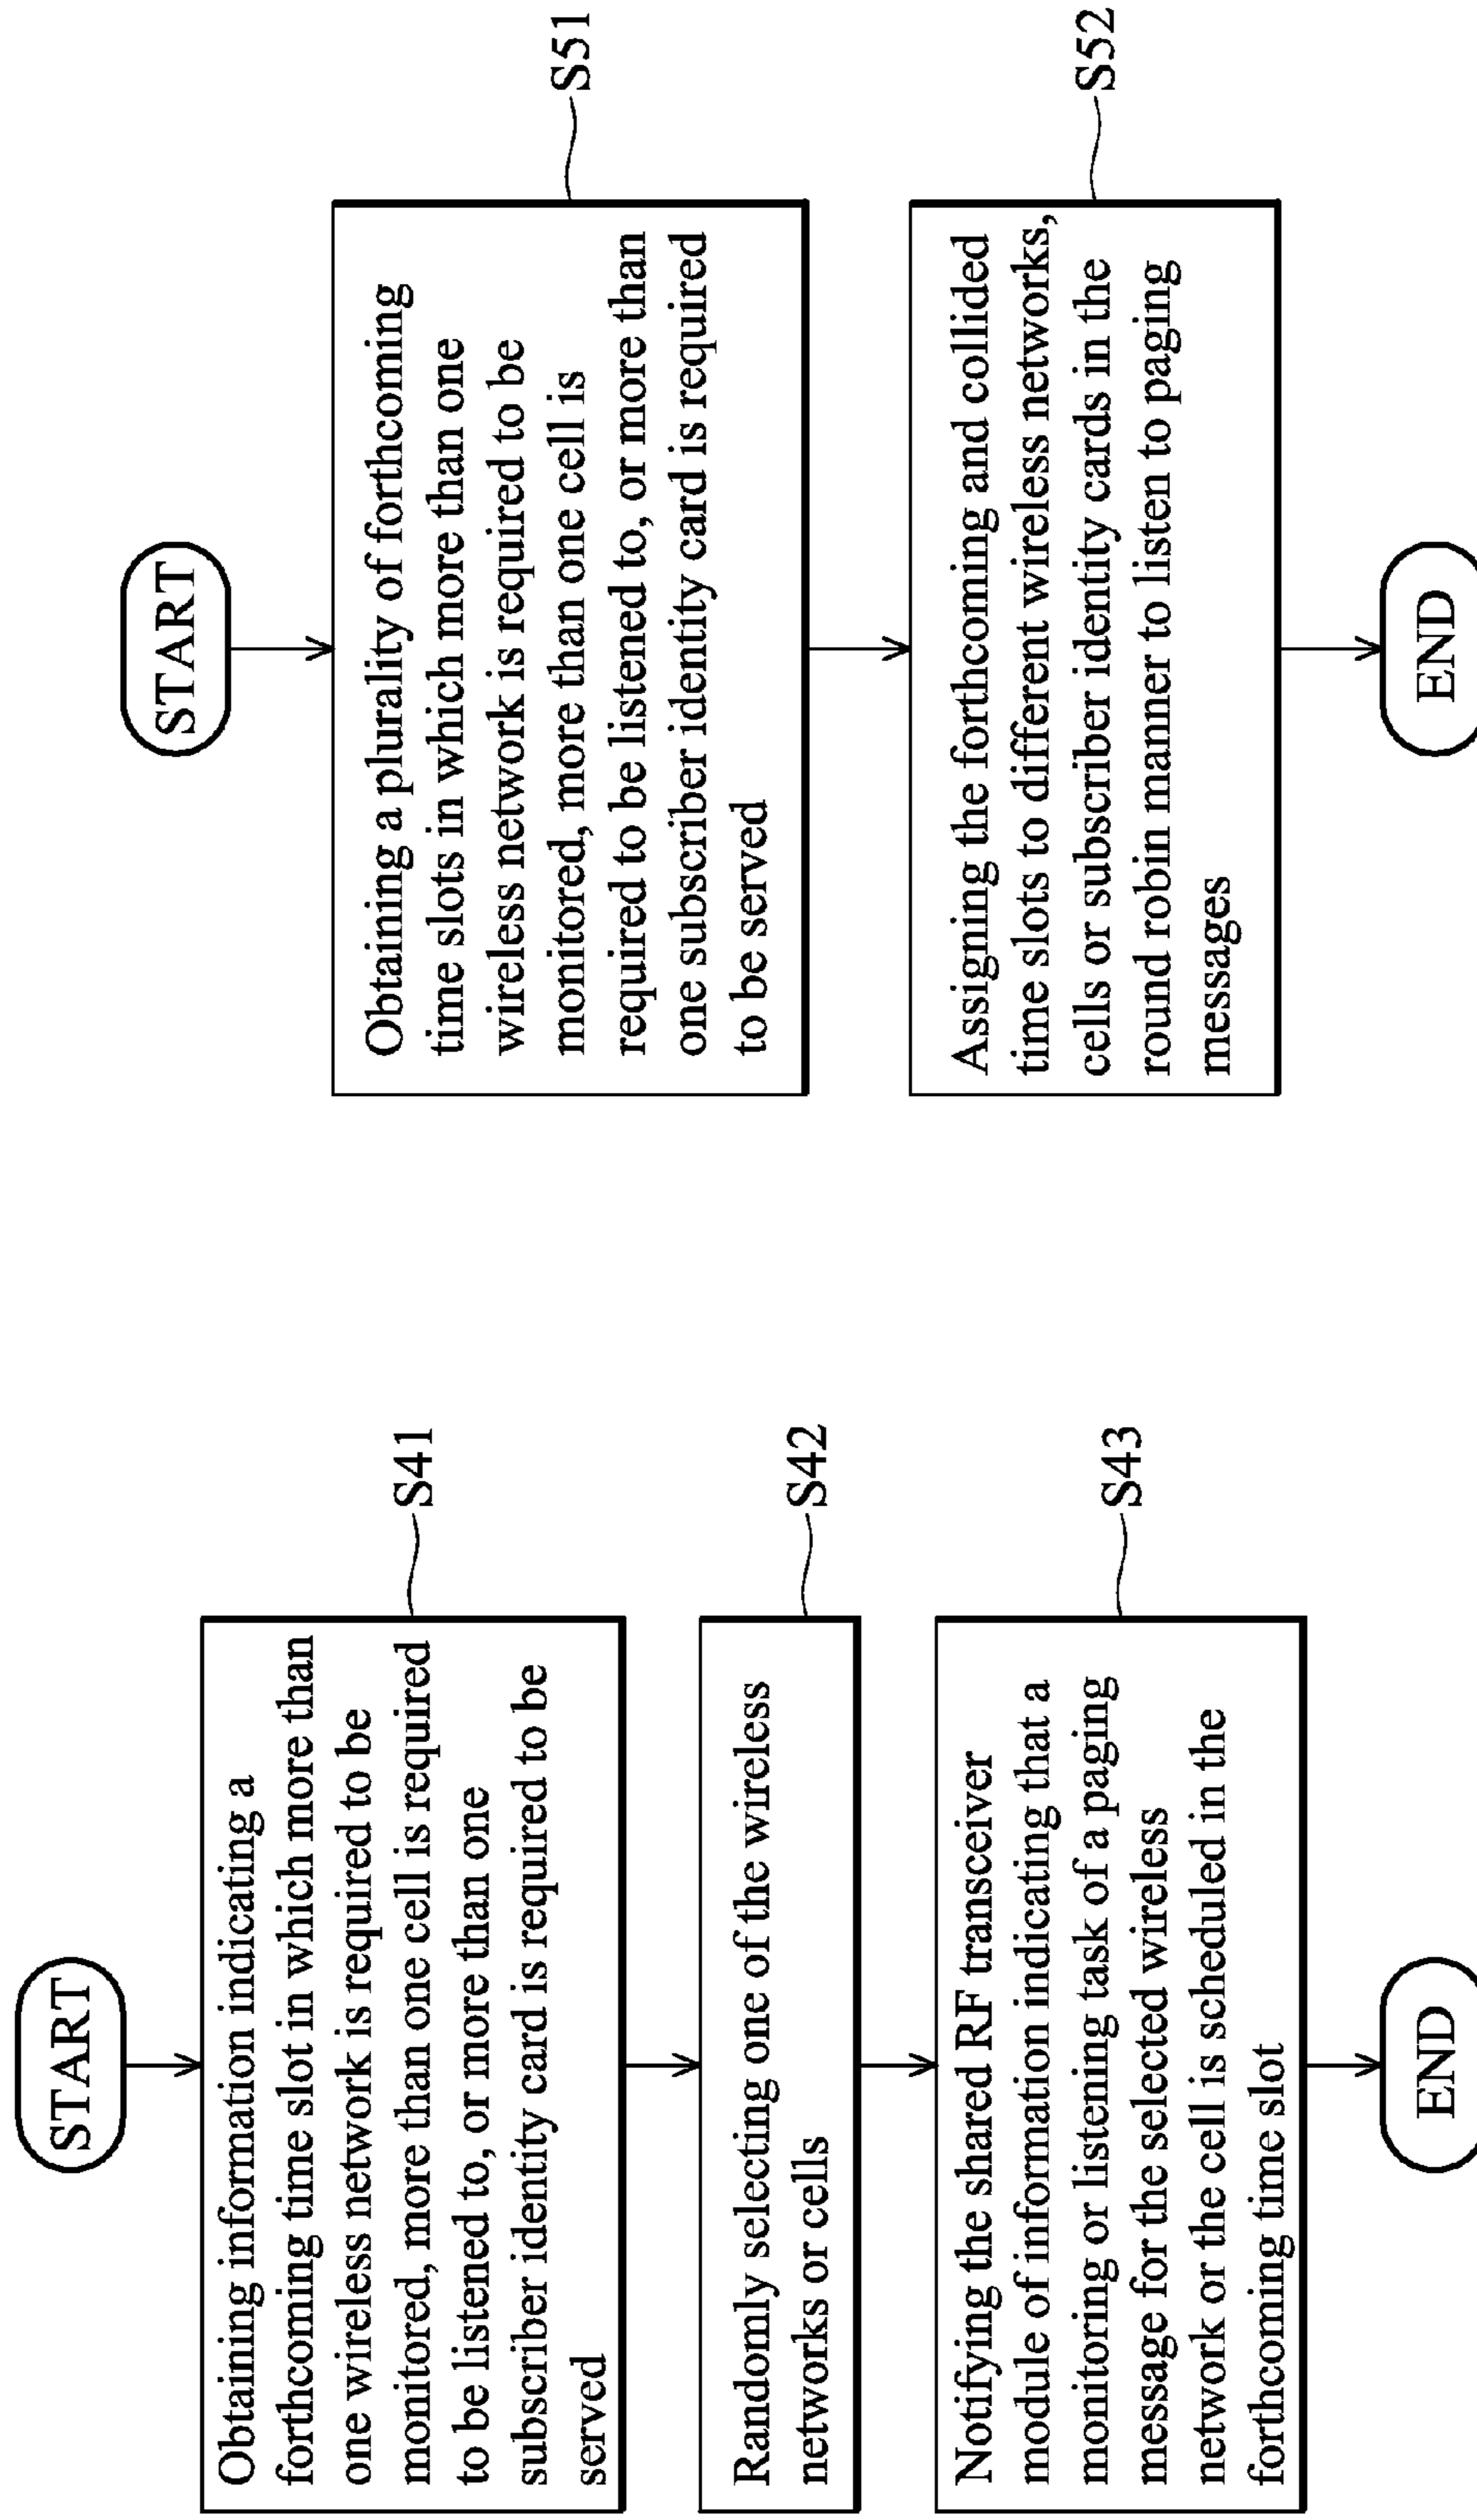 START
Obtaining information indicating a
forthcoming time slot in which more than
one wireless network is required to be
monitored, more than one cell is required
to be listened to, or more than one
subscriber identity card is required to be
served
S41
Randomly selecting one of the wireless
networks or cells
S42
Notifying the shared RF transceiver
module of information indicating that a
monitoring or listening task of a paging
message for the selected wireless
network or the cell is scheduled in the
forthcoming time slot
S43
END
START
Obtaining a plurality of forthcoming
time slots in which more than one
wireless network is required to be
monitored, more than one cell is
required to be listened to, or more than
one subscriber identity card is required
to be served
S51
Assigning the forthcoming and collided
time slots to different wireless networks,
cells or subscriber identity cards in the
round robin manner to listen to paging
messages
S52
END